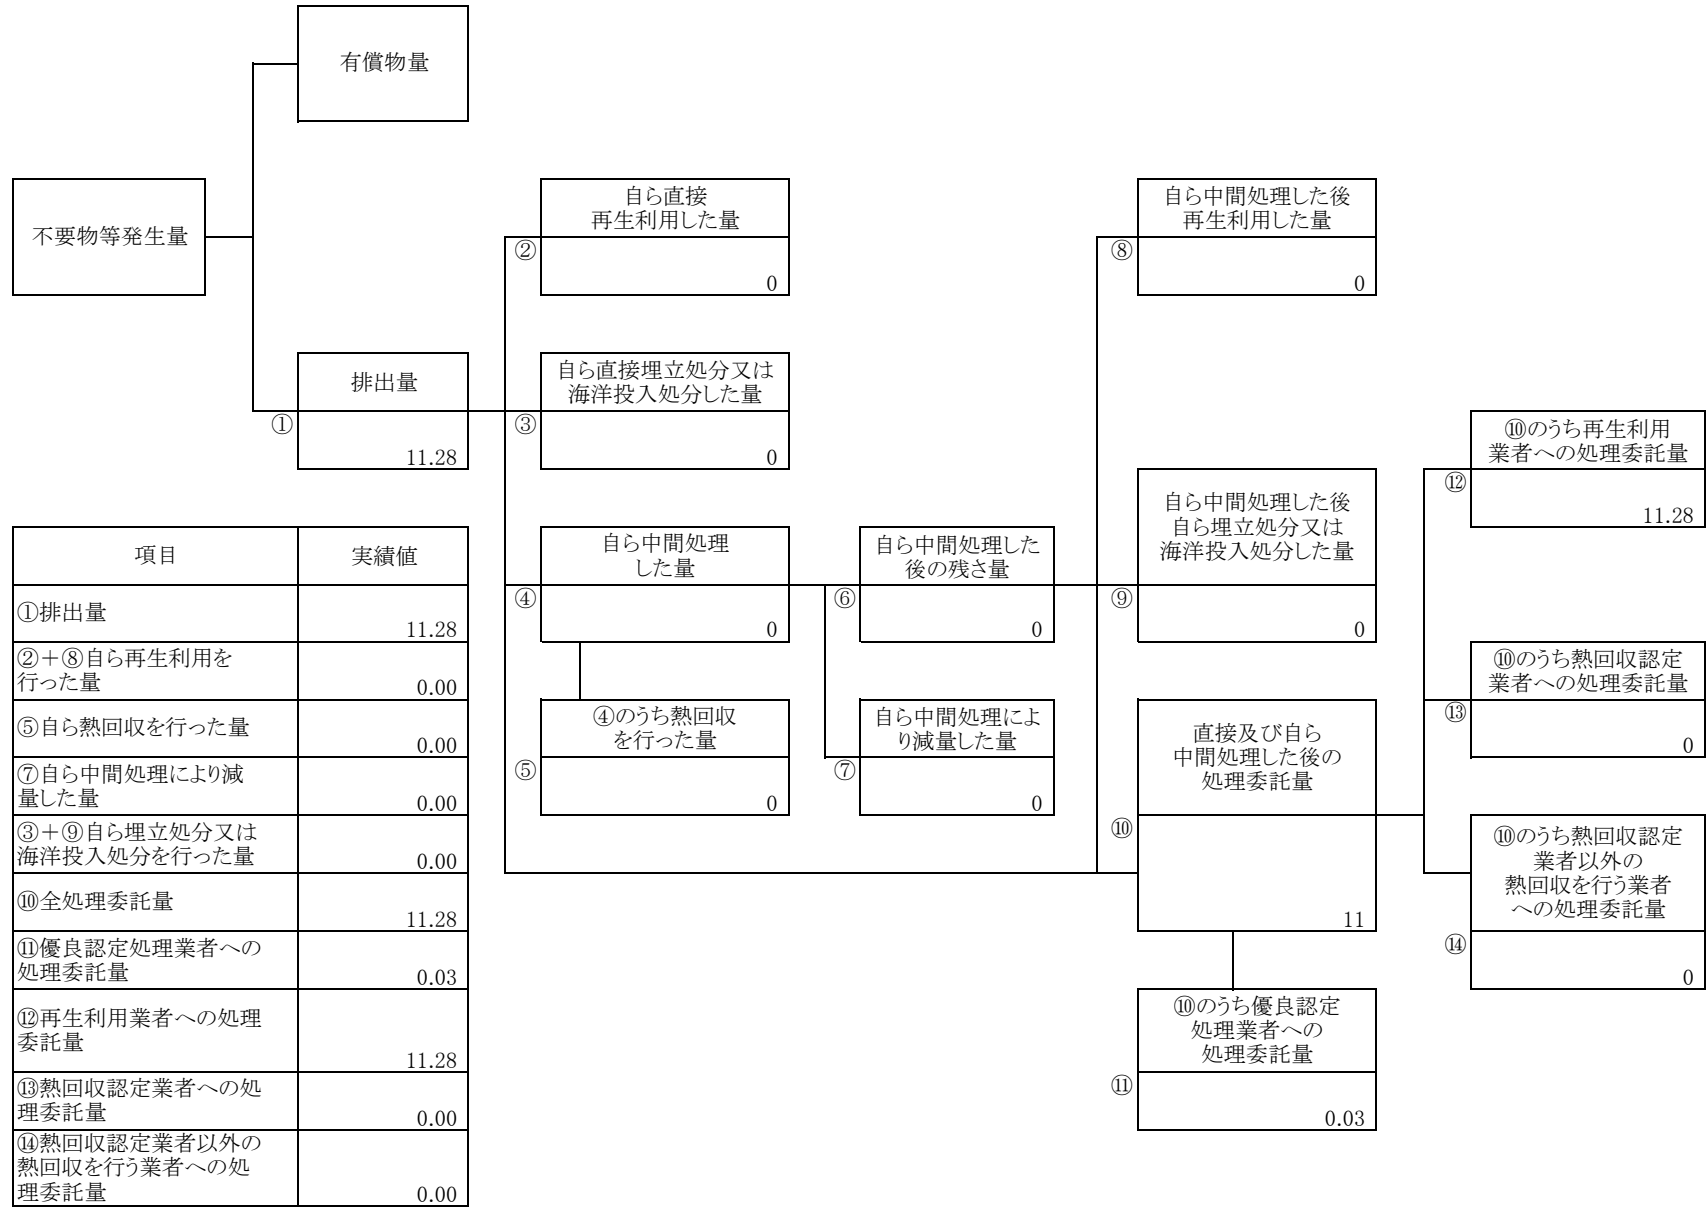 有償物量
不要物等発生量
自ら直接
再生利用した量
②
0
自ら中間処理した後
再生利用した量
⑧
0
排出量
①
11.28
自ら直接埋立処分又は
海洋投入処分した量
③
0
⑩のうち再生利用
業者への処理委託量
⑫
11.28
自ら中間処理
した量
④
0
自ら中間処理した
後の残さ量
⑥
0
自ら中間処理した後
自ら埋立処分又は
海洋投入処分した量
⑨
0
⑩のうち熱回収認定
業者への処理委託量
⑬
0
④のうち熱回収
を行った量
⑤
0
自ら中間処理によ
り減量した量
⑦
0
直接及び自ら
中間処理した後の
処理委託量
⑩
11
⑩のうち熱回収認定
業者以外の
熱回収を行う業者
への処理委託量
⑭
0
⑩のうち優良認定
処理業者への
処理委託量
⑪
0.03
項目 実績値
①排出量
11.28
②＋⑧自ら再生利用を
行った量
0.00
⑤自ら熱回収を行った量
0.00
⑦自ら中間処理により減
量した量
0.00
③＋⑨自ら埋立処分又は
海洋投入処分を行った量
0.00
⑩全処理委託量
11.28
⑪優良認定処理業者への
処理委託量
0.03
⑫再生利用業者への処理
委託量
11.28
⑬熱回収認定業者への処
理委託量
0.00
⑭熱回収認定業者以外の
熱回収を行う業者への処
理委託量
0.00